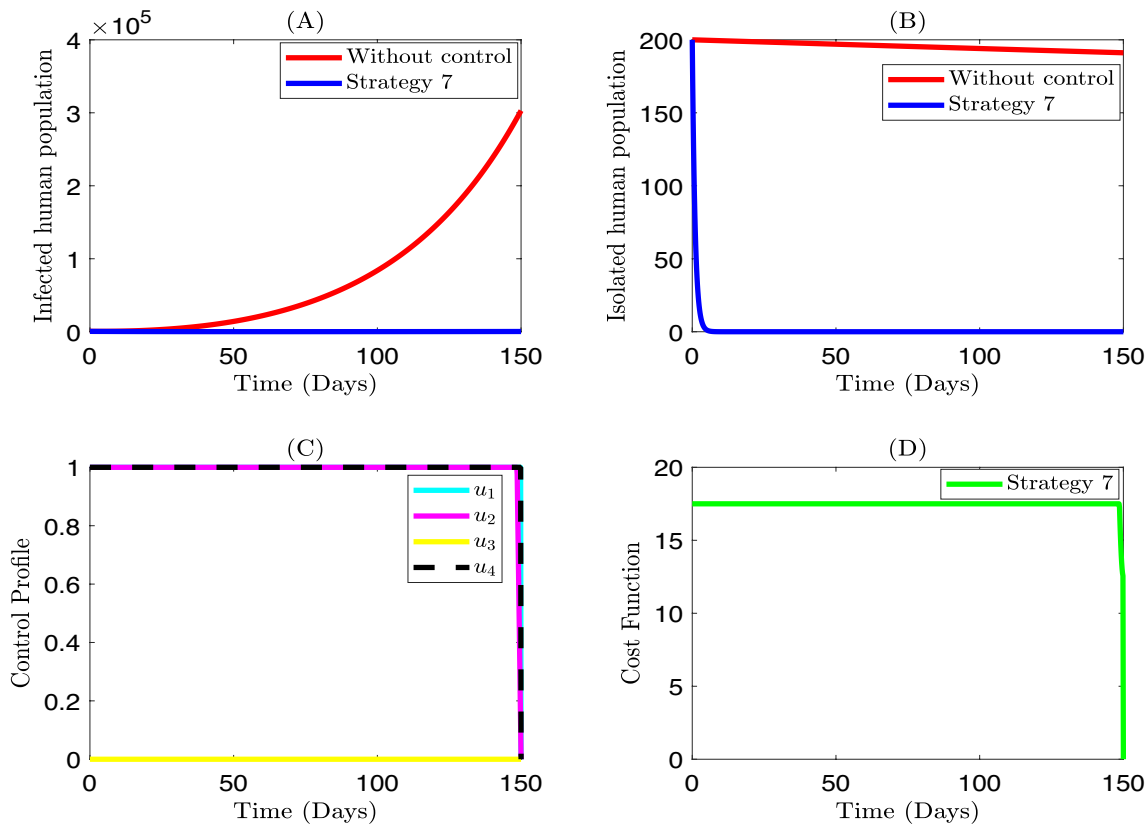 (A)
×10⁵
Infected human population
4
3
2
1
0
Without control
Strategy 7
0 50 100 150
Time (Days)
(B)
Isolated human population
200
150
100
50
0
Without control
Strategy 7
0 50 100 150
Time (Days)
(C)
Control Profile
1
0.8
0.6
0.4
0.2
0
u₁
u₂
u₃
u₄
0 50 100 150
Time (Days)
(D)
Cost Function
20
15
10
5
0
Strategy 7
0 50 100 150
Time (Days)